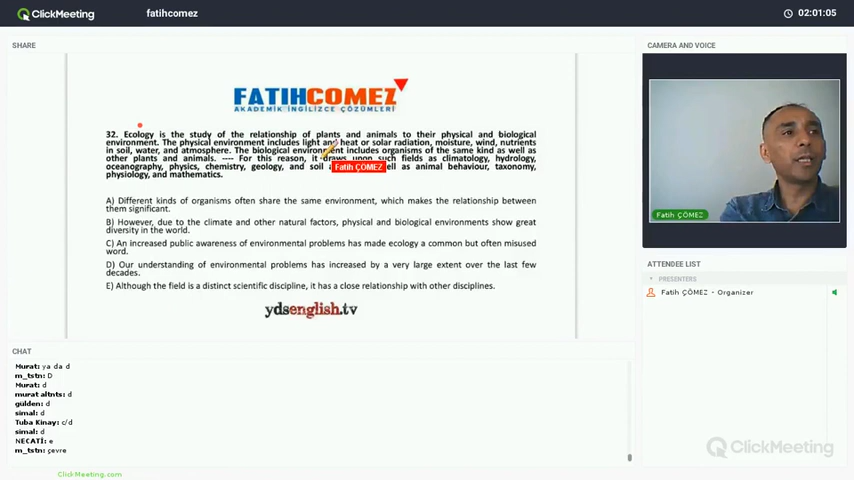 ClickMeeting
fatihcomez
02:01:05
SHARE
CAMERA AND VOICE
FATIHCOMEZ
AKADEMİK İNGİLİZCE ÇÖZÜMLERİ
32. Ecology is the study of the relationship of plants and animals to their physical and biological
environment. The physical environment includes light and heat or solar radiation, moisture, wind, nutrients
in soil, water, and atmosphere. The biological environment includes organisms of the same kind as well as
other plants and animals. ---- For this reason, it draws upon such fields as climatology, hydrology,
oceanography, physics, chemistry, geology, and soil as animal behaviour, taxonomy,
physiology, and mathematics.
Fatih ÇÖMEZ
A) Different kinds of organisms often share the same environment, which makes the relationship between
them significant.
B) However, due to the climate and other natural factors, physical and biological environments show great
diversity in the world.
C) An increased public awareness of environmental problems has made ecology a common but often misused
word.
D) Our understanding of environmental problems has increased by a very large extent over the last few
decades.
E) Although the field is a distinct scientific discipline, it has a close relationship with other disciplines.
ydsenglish.tv
Fatih ÇÖMEZ
ATTENDEE LIST
PRESENTERS
Fatih ÇÖMEZ - Organizer
CHAT
Murat: ya da d
m_tstn: D
Murat: d
murat altnts: d
gülden: d
simal: d
Tuba Kinay: c/d
simal: d
NECATİ: e
m_tstn: çevre
ClickMeeting
ClickMeeting.com